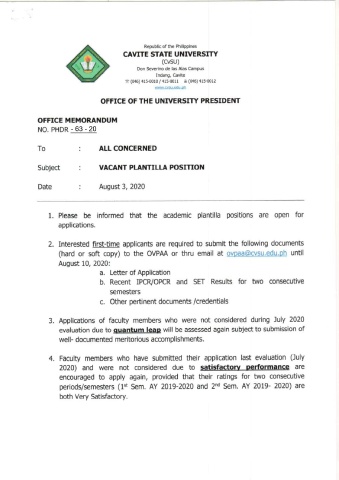 Republic of the Philippines
CAVITE STATE UNIVERSITY
(CvSU)
Don Severino de las Alas Campus
Indang, Cavite
(046) 415-0010 / 415-0011 (046) 415-0012
www.cvsu.edu.ph
OFFICE OF THE UNIVERSITY PRESIDENT
OFFICE MEMORANDUM
NO. PHDR - 63 - 20
To : ALL CONCERNED
Subject : VACANT PLANTILLA POSITION
Date : August 3, 2020
1. Please be informed that the academic plantilla positions are open for
applications.
2. Interested first-time applicants are required to submit the following documents
(hard or soft copy) to the OVPAA or thru email at ovpaa@cvsu.edu.ph until
August 10, 2020:
a. Letter of Application
b. Recent IPCR/OPCR and SET Results for two consecutive
semesters
c. Other pertinent documents /credentials
3. Applications of faculty members who were not considered during July 2020
evaluation due to quantum leap will be assessed again subject to submission of
well- documented meritorious accomplishments.
4. Faculty members who have submitted their application last evaluation (July
2020) and were not considered due to satisfactory performance are
encouraged to apply again, provided that their ratings for two consecutive
periods/semesters (1st Sem. AY 2019-2020 and 2nd Sem. AY 2019- 2020) are
both Very Satisfactory.